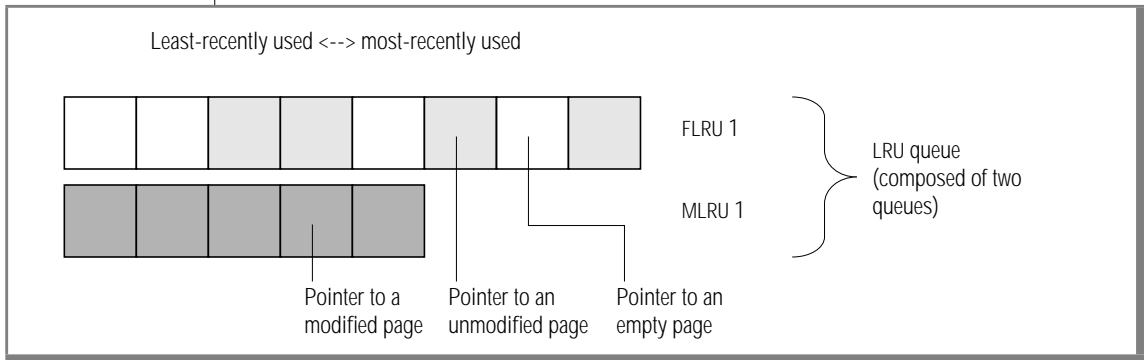 Least-recently used <--> most-recently used
FLRU 1
MLRU 1
LRU queue
(composed of two
queues)
Pointer to a
modified page
Pointer to an
unmodified page
Pointer to an
empty page